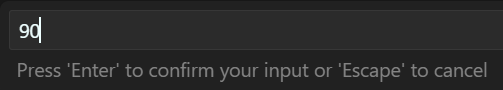 90
Press 'Enter' to confirm your input or 'Escape' to cancel